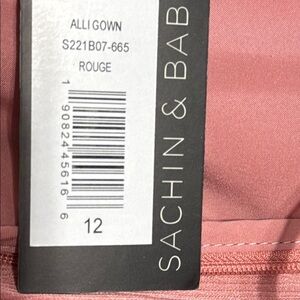 ALLI GOWN
S221B07-665
ROUGE
1 90824 45616 6
12
SACHIN & BAB